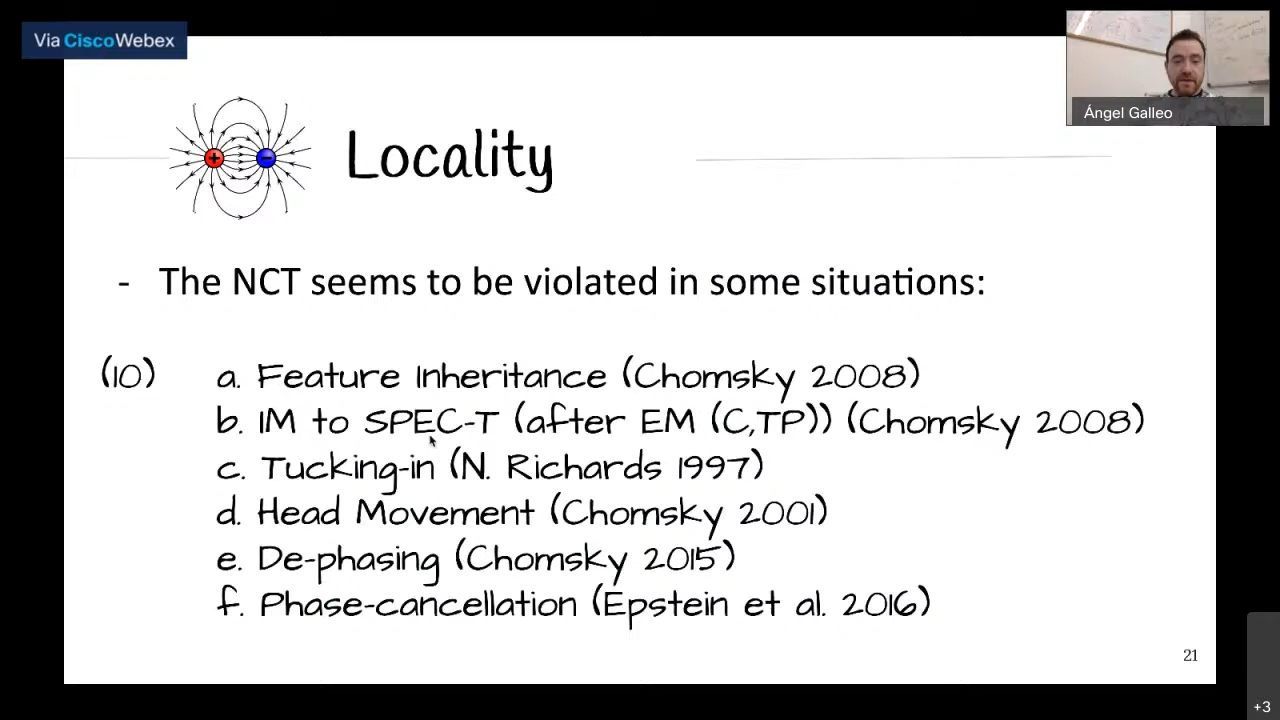 Via CiscoWebex
Ángel Galleo
+ -
Locality
- The NCT seems to be violated in some situations:
(10) a. Feature Inheritance (Chomsky 2008)
b. IM to SPEC-T (after EM (C,TP)) (Chomsky 2008)
c. Tucking-in (N. Richards 1997)
d. Head Movement (Chomsky 2001)
e. De-phasing (Chomsky 2015)
f. Phase-cancellation (Epstein et al. 2016)
21
+3